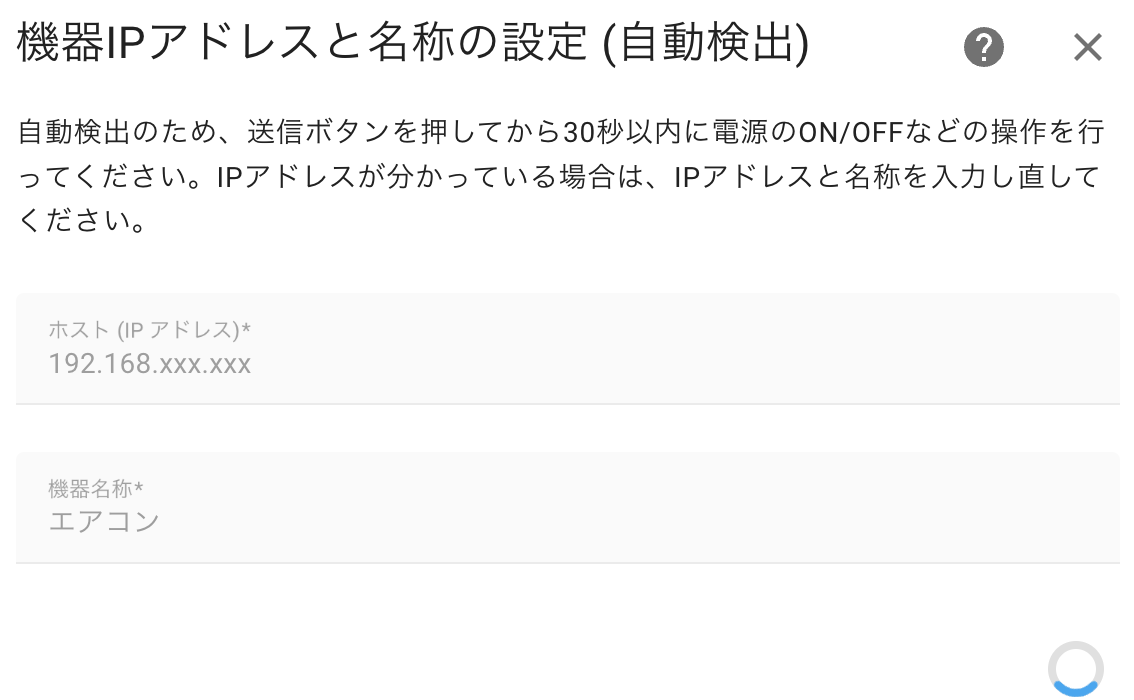 機器IPアドレスと名称の設定 (自動検出)
自動検出のため、送信ボタンを押してから30秒以内に電源のON/OFFなどの操作を行
ってください。IPアドレスが分かっている場合は、IPアドレスと名称を入力し直して
ください。
ホスト (IP アドレス)*
192.168.xxx.xxx
機器名称*
エアコン